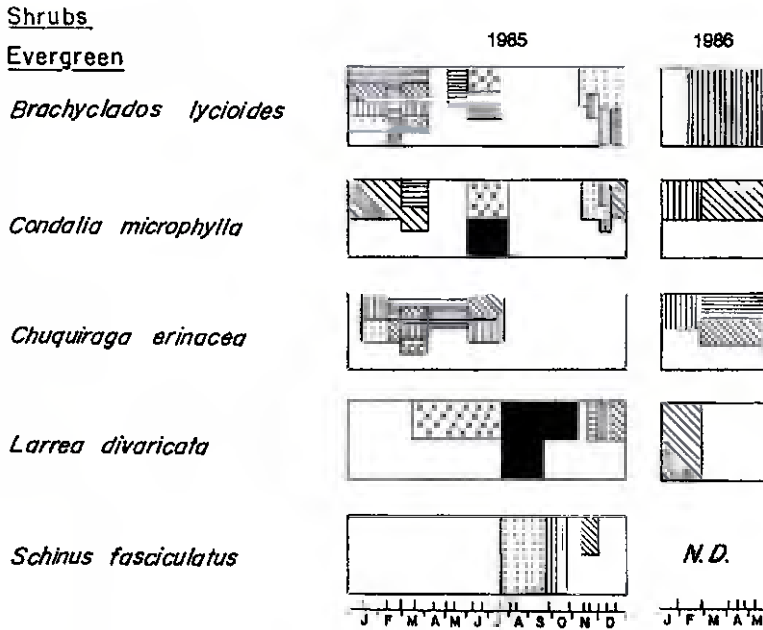 Shrubs
Evergreen
1985 1986
Brachyclados lycioides
Condalia microphylla
Chuquiraga erinacea
Larrea divaricata
Schinus fasciculatus N.D.
J F M A M J J A S O N D J F M A M